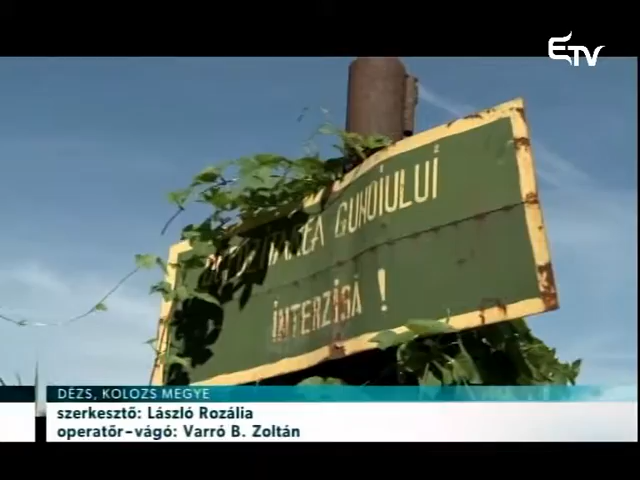 ETV
GUNOIULUI
INTERZISĂ !
DÉZS, KOLOZS MEGYE
szerkesztő: László Rozália
operatőr-vágó: Varró B. Zoltán